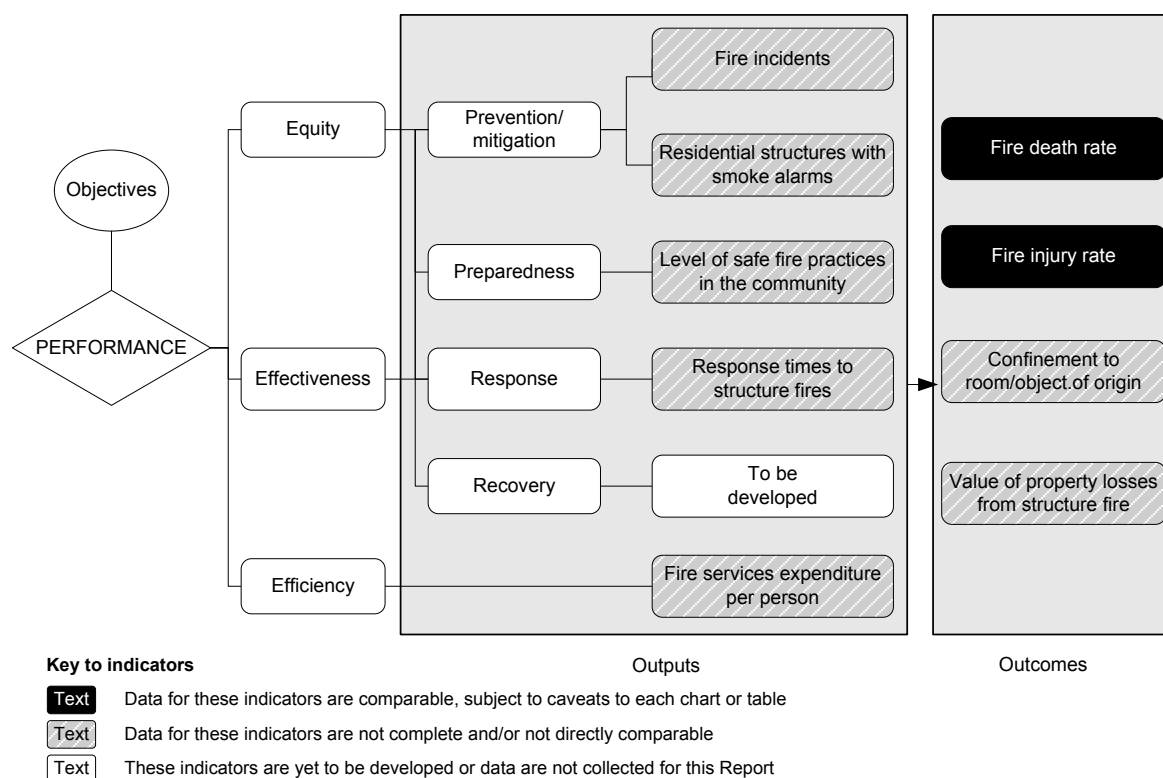 Objectives
PERFORMANCE
Equity
Effectiveness
Efficiency
Prevention/
mitigation
Preparedness
Response
Recovery
Fire incidents
Residential structures with
smoke alarms
Level of safe fire practices
in the community
Response times to
structure fires
To be
developed
Fire services expenditure
per person
Fire death rate
Fire injury rate
Confinement to
room/object.of origin
Value of property losses
from structure fire
Outputs
Outcomes
Key to indicators
Text Data for these indicators are comparable, subject to caveats to each chart or table
Text Data for these indicators are not complete and/or not directly comparable
Text These indicators are yet to be developed or data are not collected for this Report